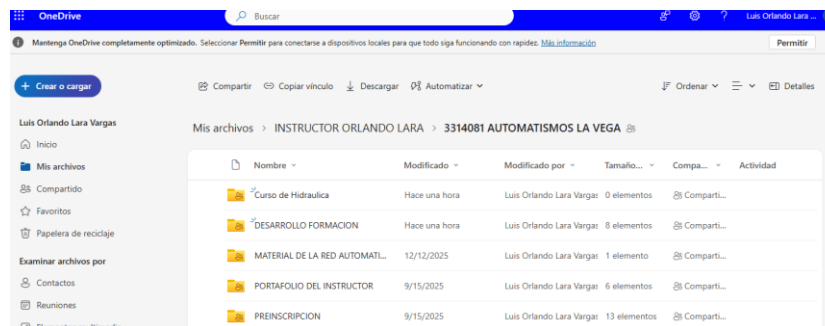 OneDrive
Buscar
Luis Orlando Lara ...
Mantenga OneDrive completamente optimizado. Seleccionar Permitir para conectarse a dispositivos locales para que todo siga funcionando con rapidez. Más información
Permitir
+ Crear o cargar
Compartir
Copiar vínculo
Descargar
Automatizar
Ordenar
Detalles
Luis Orlando Lara Vargas
Inicio
Mis archivos
Compartido
Favoritos
Papelera de reciclaje
Examinar archivos por
Contactos
Reuniones
Mis archivos > INSTRUCTOR ORLANDO LARA > 3314081 AUTOMATISMOS LA VEGA
Nombre Modificado Modificado por Tamaño... Compa... Actividad
Curso de Hidraulica Hace una hora Luis Orlando Lara Vargas 0 elementos Comparti...
DESARROLLO FORMACION Hace una hora Luis Orlando Lara Vargas 8 elementos Comparti...
MATERIAL DE LA RED AUTOMATI... 12/12/2025 Luis Orlando Lara Vargas 1 elemento Comparti...
PORTAFOLIO DEL INSTRUCTOR 9/15/2025 Luis Orlando Lara Vargas 6 elementos Comparti...
PREINSCRIPCION 9/15/2025 Luis Orlando Lara Vargas 13 elementos Comparti...